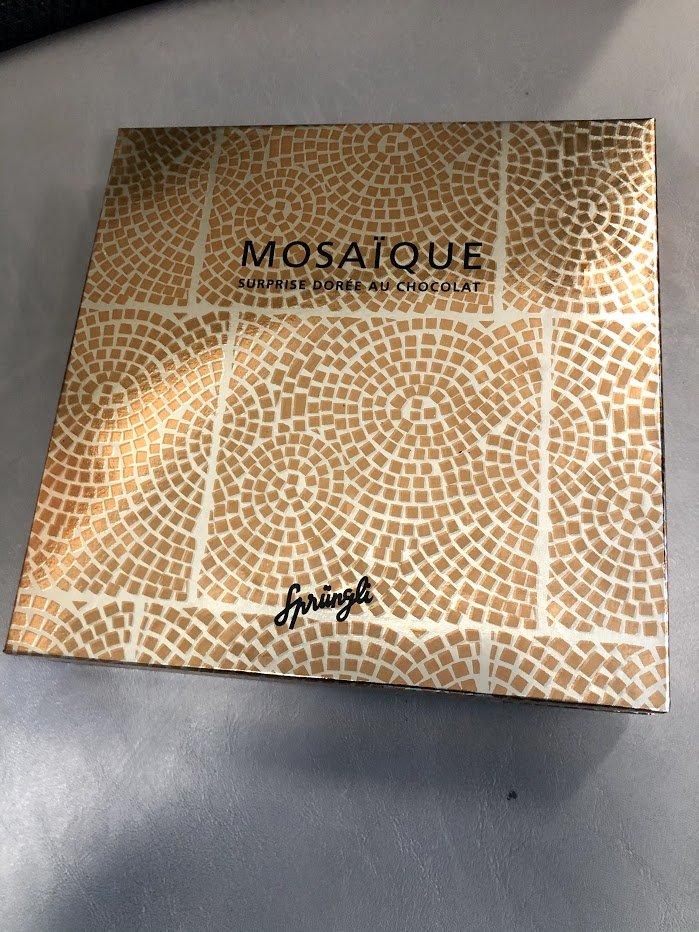 MOSAÏQUE
SURPRISE DORÉE AU CHOCOLAT
Sprüngli